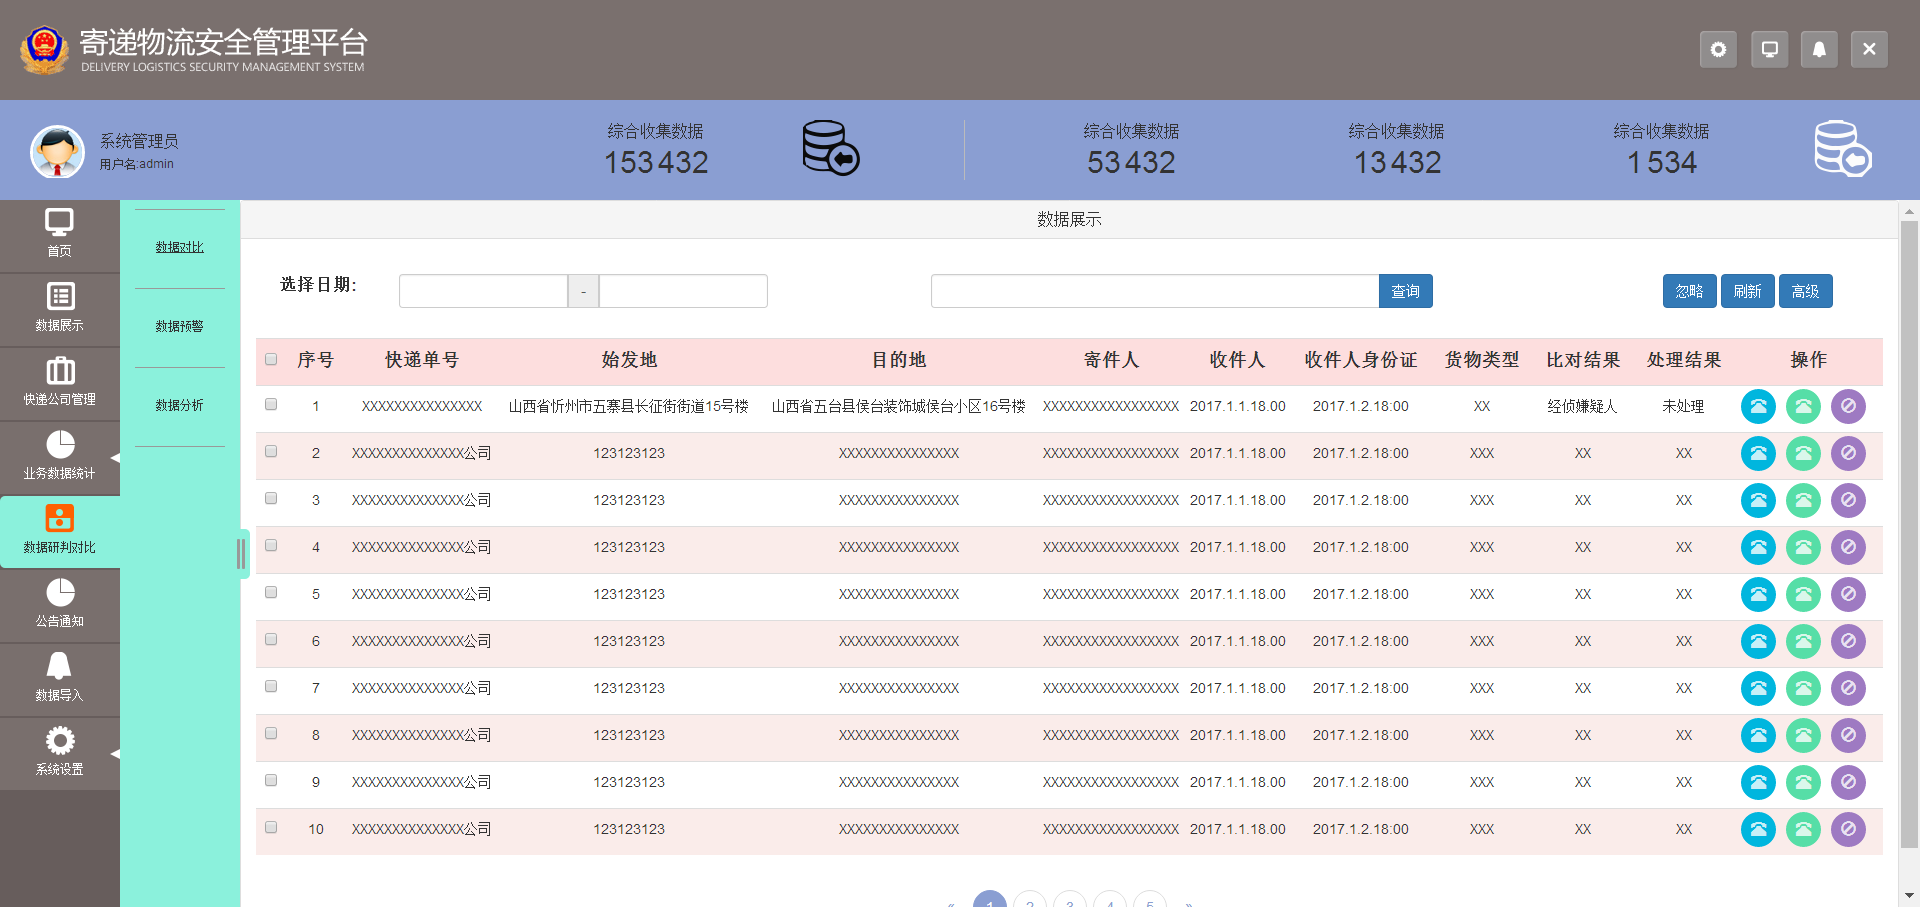 寄递物流安全管理平台
DELIVERY LOGISTICS SECURITY MANAGEMENT SYSTEM
系统管理员
用户名:admin
综合收集数据
153432
综合收集数据
53432
综合收集数据
13432
综合收集数据
1534
首页
数据展示
快递公司管理
业务数据统计
数据研判对比
公告通知
数据导入
系统设置
数据对比
数据预警
数据分析
数据展示
选择日期:
-
查询
忽略 刷新 高级
序号 快递单号 始发地 目的地 寄件人 收件人 收件人身份证 货物类型 比对结果 处理结果 操作
1 XXXXXXXXXXXXXXX 山西省忻州市五寨县长征街街道15号楼 山西省五台县侯台装饰城侯台小区16号楼 XXXXXXXXXXXXXXXXX 2017.1.1.18.00 2017.1.2.18:00 XX 经侦嫌疑人 未处理
2 XXXXXXXXXXXXXX公司 123123123 XXXXXXXXXXXXXXX XXXXXXXXXXXXXXXXX 2017.1.1.18.00 2017.1.2.18:00 XXX XX XX
3 XXXXXXXXXXXXXX公司 123123123 XXXXXXXXXXXXXXX XXXXXXXXXXXXXXXXX 2017.1.1.18.00 2017.1.2.18:00 XXX XX XX
4 XXXXXXXXXXXXXX公司 123123123 XXXXXXXXXXXXXXX XXXXXXXXXXXXXXXXX 2017.1.1.18.00 2017.1.2.18:00 XXX XX XX
5 XXXXXXXXXXXXXX公司 123123123 XXXXXXXXXXXXXXX XXXXXXXXXXXXXXXXX 2017.1.1.18.00 2017.1.2.18:00 XXX XX XX
6 XXXXXXXXXXXXXX公司 123123123 XXXXXXXXXXXXXXX XXXXXXXXXXXXXXXXX 2017.1.1.18.00 2017.1.2.18:00 XXX XX XX
7 XXXXXXXXXXXXXX公司 123123123 XXXXXXXXXXXXXXX XXXXXXXXXXXXXXXXX 2017.1.1.18.00 2017.1.2.18:00 XXX XX XX
8 XXXXXXXXXXXXXX公司 123123123 XXXXXXXXXXXXXXX XXXXXXXXXXXXXXXXX 2017.1.1.18.00 2017.1.2.18:00 XXX XX XX
9 XXXXXXXXXXXXXX公司 123123123 XXXXXXXXXXXXXXX XXXXXXXXXXXXXXXXX 2017.1.1.18.00 2017.1.2.18:00 XXX XX XX
10 XXXXXXXXXXXXXX公司 123123123 XXXXXXXXXXXXXXX XXXXXXXXXXXXXXXXX 2017.1.1.18.00 2017.1.2.18:00 XXX XX XX
« 1 2 3 4 5 »